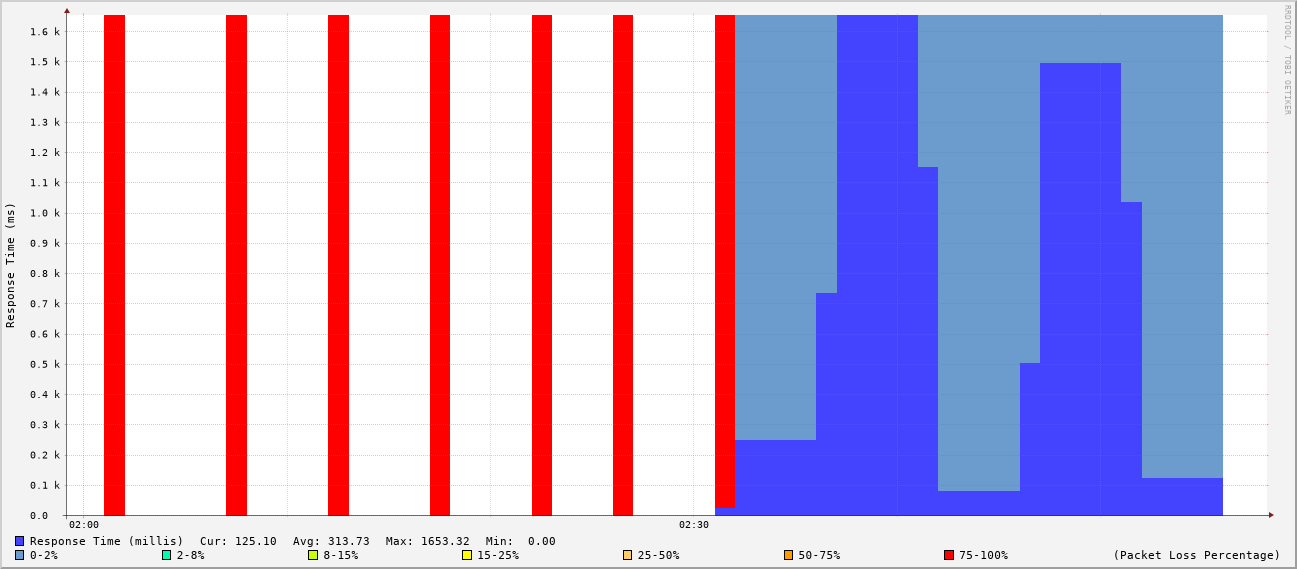 RRDTOOL / TOBI OETIKER
Response Time (ms)
1.6 k
1.5 k
1.4 k
1.3 k
1.2 k
1.1 k
1.0 k
0.9 k
0.8 k
0.7 k
0.6 k
0.5 k
0.4 k
0.3 k
0.2 k
0.1 k
0.0
02:00 02:30
Response Time (millis) Cur: 125.10 Avg: 313.73 Max: 1653.32 Min: 0.00
0-2% 2-8% 8-15% 15-25% 25-50% 50-75% 75-100% (Packet Loss Percentage)